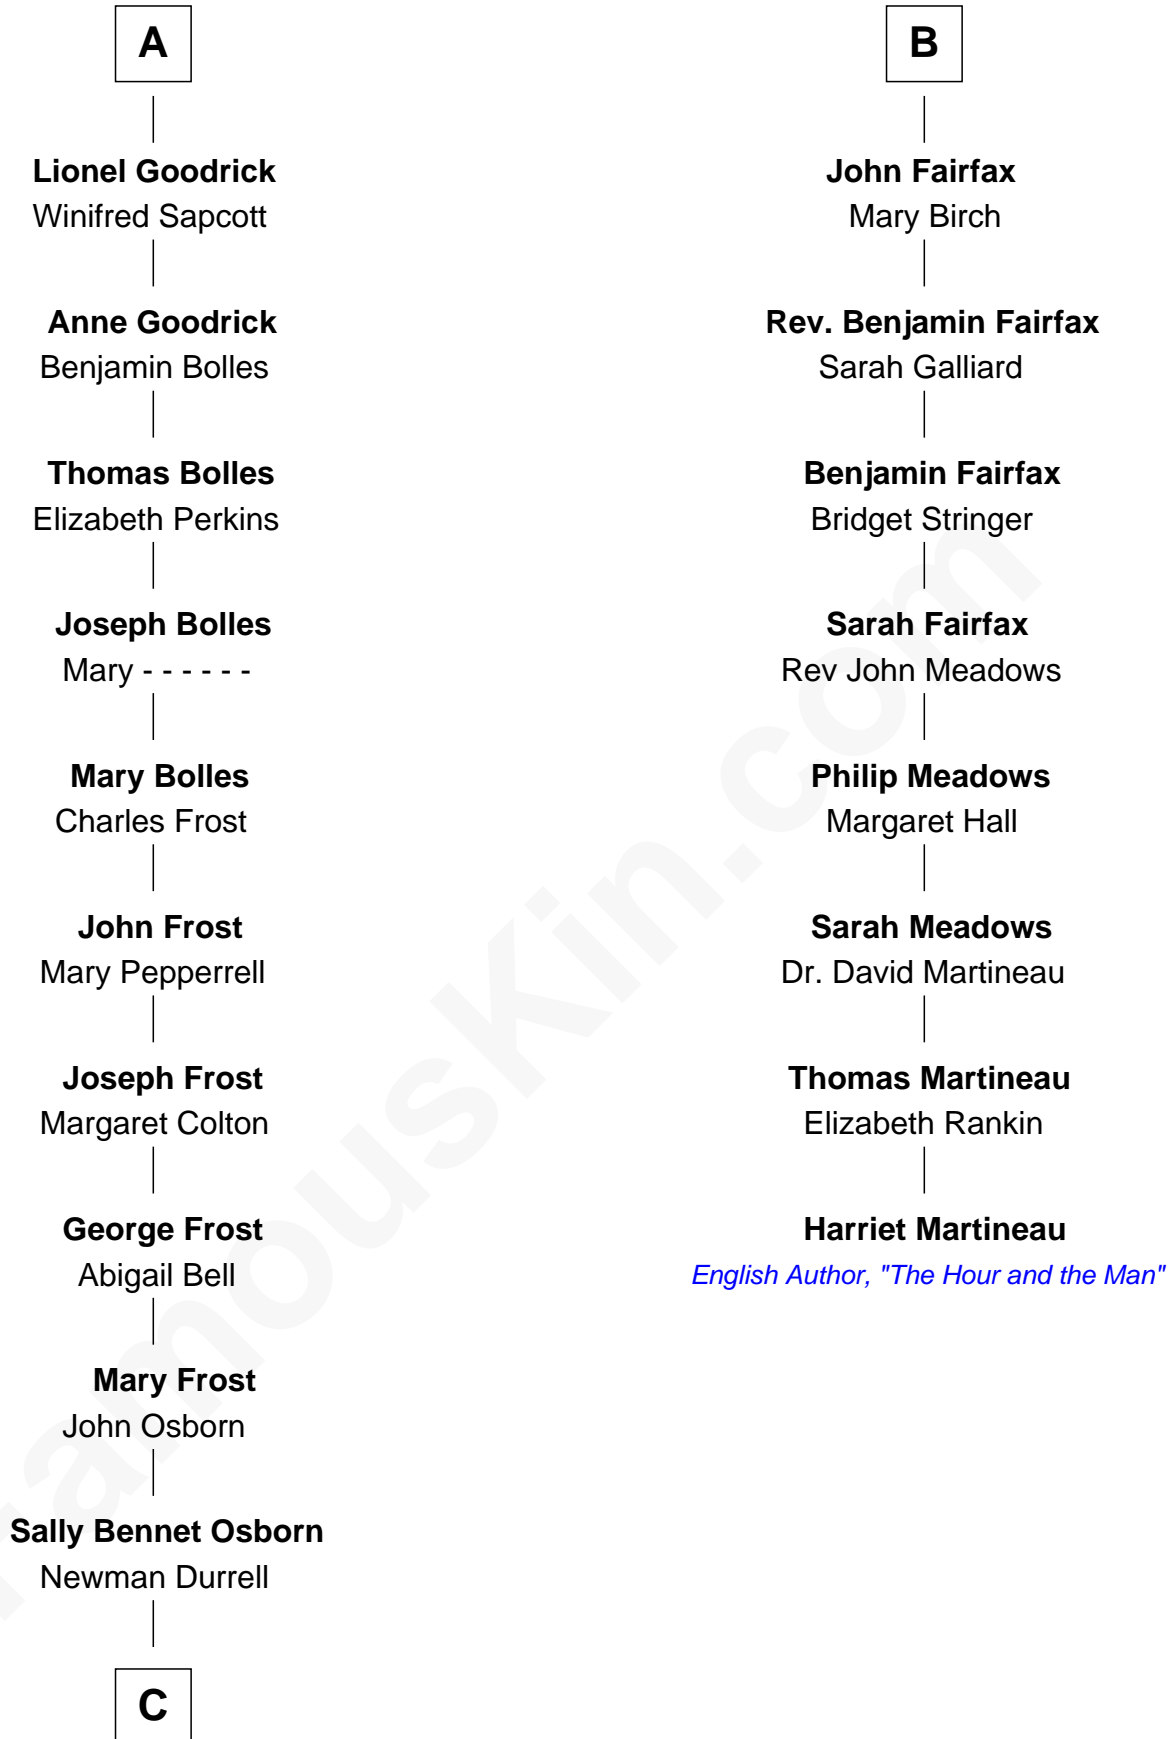 A
Lionel Goodrick
Winifred Sapcott
Anne Goodrick
Benjamin Bolles
Thomas Bolles
Elizabeth Perkins
Joseph Bolles
Mary - - - - - -
Mary Bolles
Charles Frost
John Frost
Mary Pepperrell
Joseph Frost
Margaret Colton
George Frost
Abigail Bell
Mary Frost
John Osborn
Sally Bennet Osborn
Newman Durrell
C
B
John Fairfax
Mary Birch
Rev. Benjamin Fairfax
Sarah Galliard
Benjamin Fairfax
Bridget Stringer
Sarah Fairfax
Rev John Meadows
Philip Meadows
Margaret Hall
Sarah Meadows
Dr. David Martineau
Thomas Martineau
Elizabeth Rankin
Harriet Martineau
English Author, "The Hour and the Man"
FamousKin.com